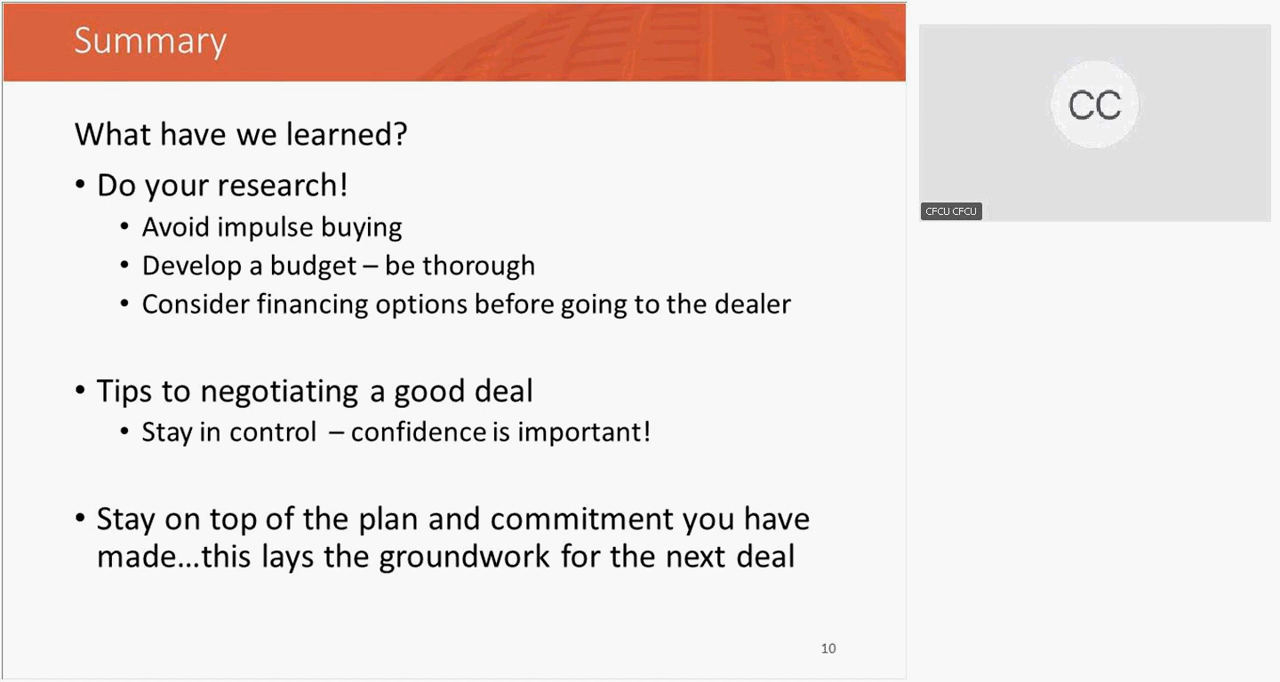 Summary
What have we learned?
• Do your research!
• Avoid impulse buying
• Develop a budget – be thorough
• Consider financing options before going to the dealer
• Tips to negotiating a good deal
• Stay in control – confidence is important!
• Stay on top of the plan and commitment you have
made...this lays the groundwork for the next deal
10
CC
CFCU CFCU